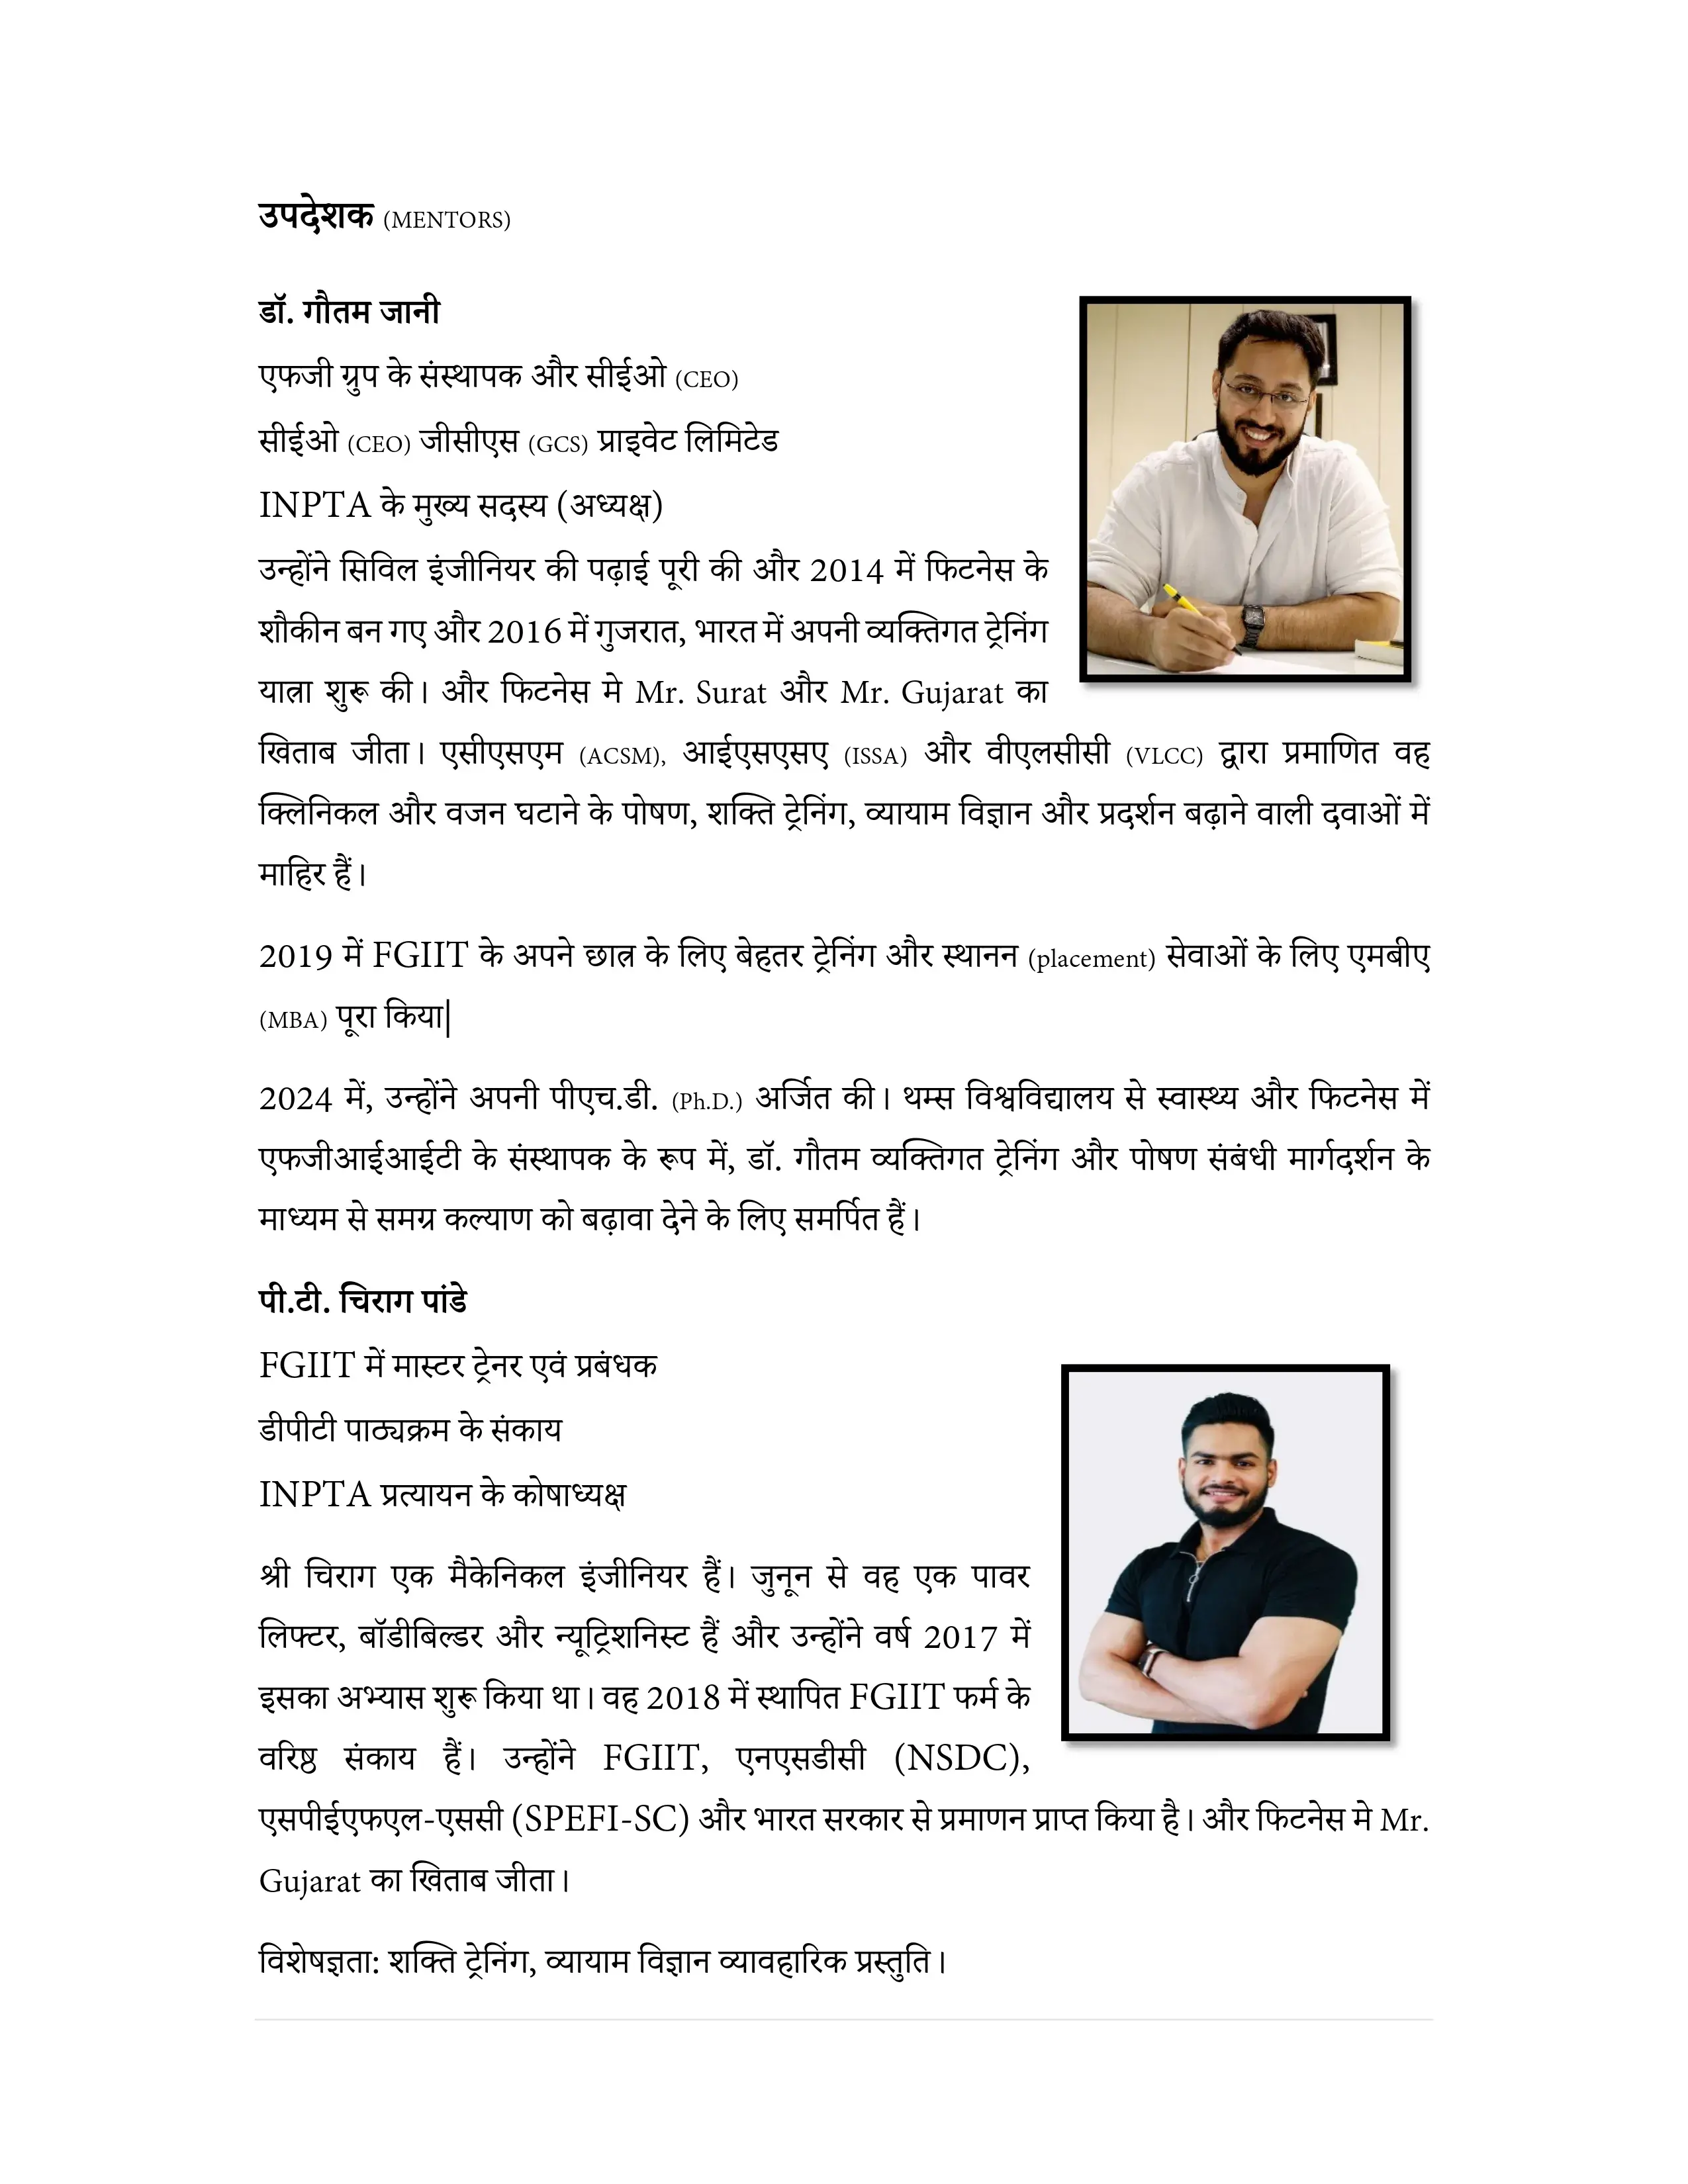 उपदेशक (MENTORS)
डॉ. गौतम जानी
एफजी ग्रुप के संस्थापक और सीईओ (CEO)
सीईओ (CEO) जीसीएस (GCS) प्राइवेट लिमिटेड
INPTA के मुख्य सदस्य (अध्यक्ष)
उन्होंने सिविल इंजीनियर की पढ़ाई पूरी की और 2014 में फिटनेस के
शौकीन बन गए और 2016 में गुजरात, भारत में अपनी व्यक्तिगत ट्रेनिंग
यात्रा शुरू की। और फिटनेस मे Mr. Surat और Mr. Gujarat का
खिताब जीता। एसीएसएम (ACSM), आईएसएसए (ISSA) और वीएलसीसी (VLCC) द्वारा प्रमाणित वह
क्लिनिकल और वजन घटाने के पोषण, शक्ति ट्रेनिंग, व्यायाम विज्ञान और प्रदर्शन बढ़ाने वाली दवाओं में
माहिर हैं।
2019 में FGIIT के अपने छात्र के लिए बेहतर ट्रेनिंग और स्थानन (placement) सेवाओं के लिए एमबीए
(MBA) पूरा किया|
2024 में, उन्होंने अपनी पीएच.डी. (Ph.D.) अर्जित की। थम्स विश्वविद्यालय से स्वास्थ्य और फिटनेस में
एफजीआईआईटी के संस्थापक के रूप में, डॉ. गौतम व्यक्तिगत ट्रेनिंग और पोषण संबंधी मार्गदर्शन के
माध्यम से समग्र कल्याण को बढ़ावा देने के लिए समर्पित हैं।
पी.टी. चिराग पांडे
FGIIT में मास्टर ट्रेनर एवं प्रबंधक
डीपीटी पाठ्यक्रम के संकाय
INPTA प्रत्यायन के कोषाध्यक्ष
श्री चिराग एक मैकेनिकल इंजीनियर हैं। जुनून से वह एक पावर
लिफ्टर, बॉडीबिल्डर और न्यूट्रिशनिस्ट हैं और उन्होंने वर्ष 2017 में
इसका अभ्यास शुरू किया था। वह 2018 में स्थापित FGIIT फर्म के
वरिष्ठ संकाय हैं। उन्होंने FGIIT, एनएसडीसी (NSDC),
एसपीईएफएल-एससी (SPEFI-SC) और भारत सरकार से प्रमाणन प्राप्त किया है। और फिटनेस मे Mr.
Gujarat का खिताब जीता।
विशेषज्ञता: शक्ति ट्रेनिंग, व्यायाम विज्ञान व्यावहारिक प्रस्तुति।